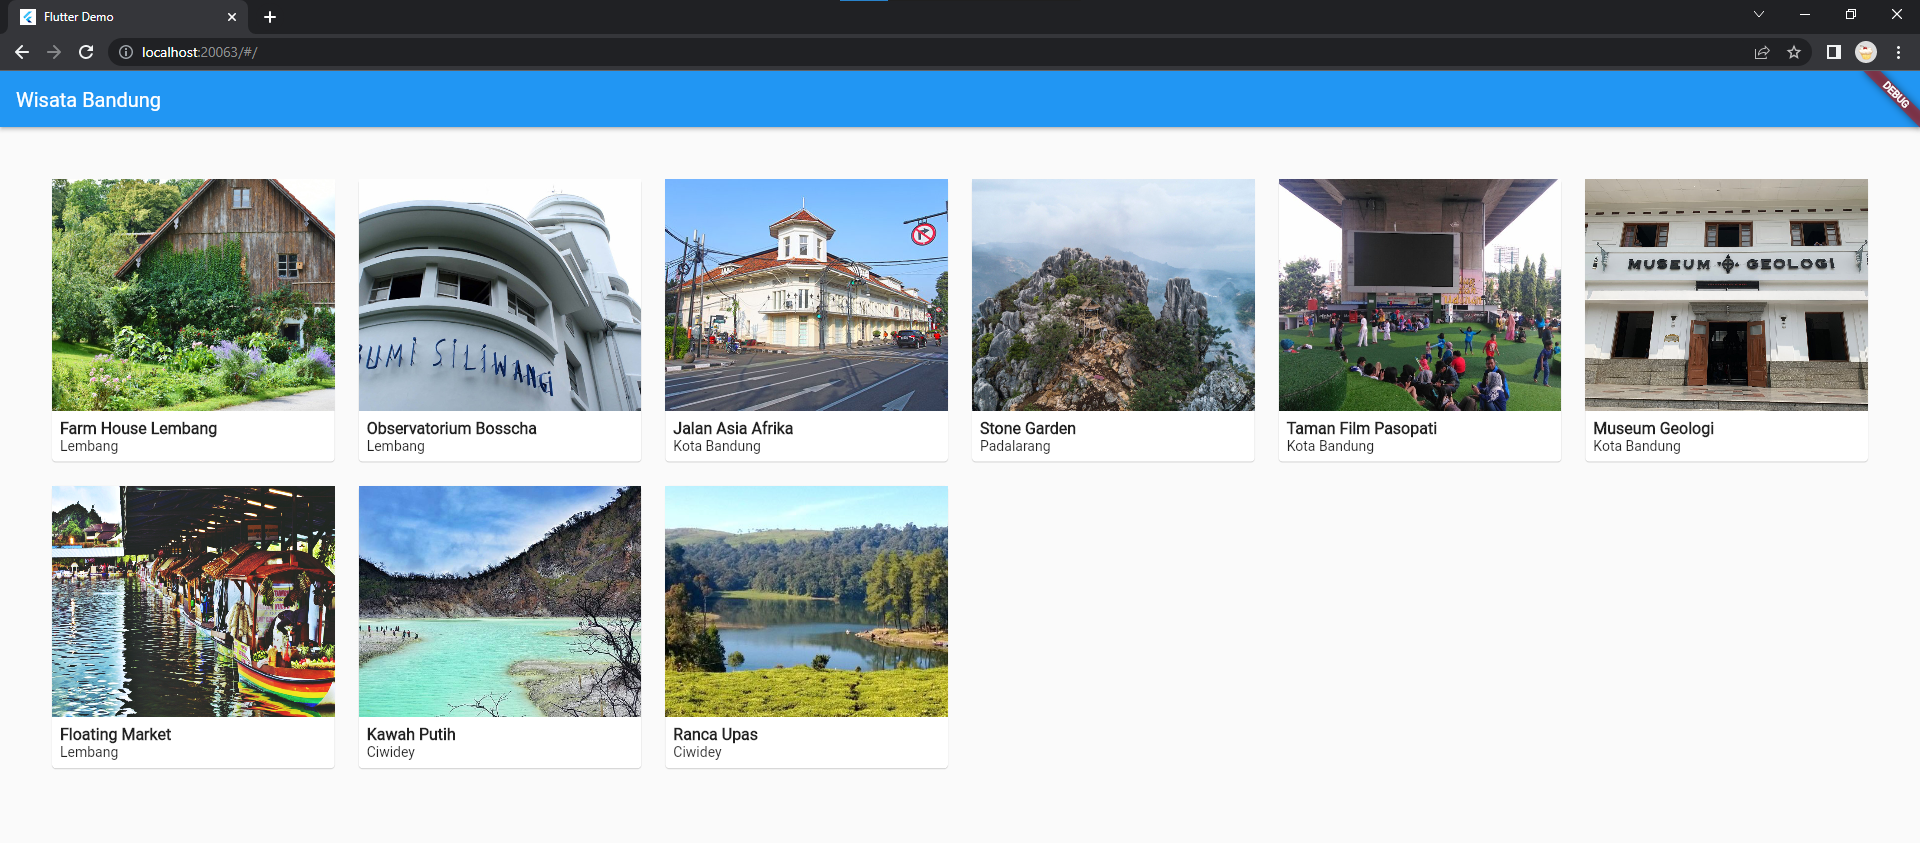 Flutter Demo
localhost:20063/#/
Wisata Bandung
DEBUG
UMI SILIWANGI
MUSEUM GEOLOGI
Farm House Lembang
Lembang
Observatorium Bosscha
Lembang
Jalan Asia Afrika
Kota Bandung
Stone Garden
Padalarang
Taman Film Pasopati
Kota Bandung
Museum Geologi
Kota Bandung
Floating Market
Lembang
Kawah Putih
Ciwidey
Ranca Upas
Ciwidey